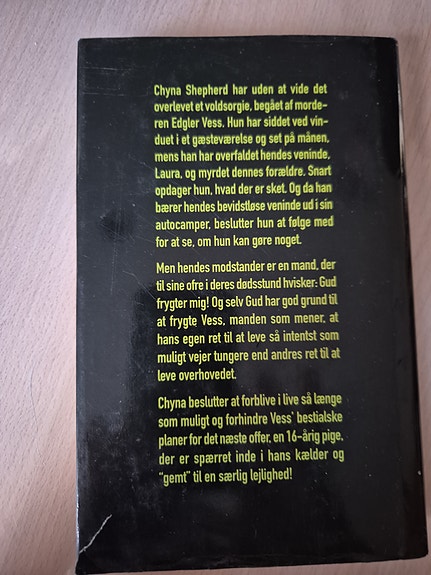 Chyna Shepherd har uden at vide det
overlevet et voldsorgie, begået af morde-
ren Edgler Vess. Hun har siddet ved vin-
duet i et gæsteværelse og set på månen,
mens han har overfaldet hendes veninde,
Laura, og myrdet dennes forældre. Snart
opdager hun, hvad der er sket. Og da han
bærer hendes bevidstløse veninde ud i sin
autocamper, beslutter hun at følge med
for at se, om hun kan gøre noget.
Men hendes modstander er en mand, der
til sine ofre i deres dødsstund hvisker: Gud
frygter mig! Og selv Gud har god grund til
at frygte Vess, manden som mener, at
hans egen ret til at leve så intentst som
muligt vejer tungere end andres ret til at
leve overhovedet.
Chyna beslutter at forblive i live så længe
som muligt og forhindre Vess' bestialske
planer for det næste offer, en 16-årig pige,
der er spærret inde i hans kælder og
"gemt" til en særlig lejlighed!